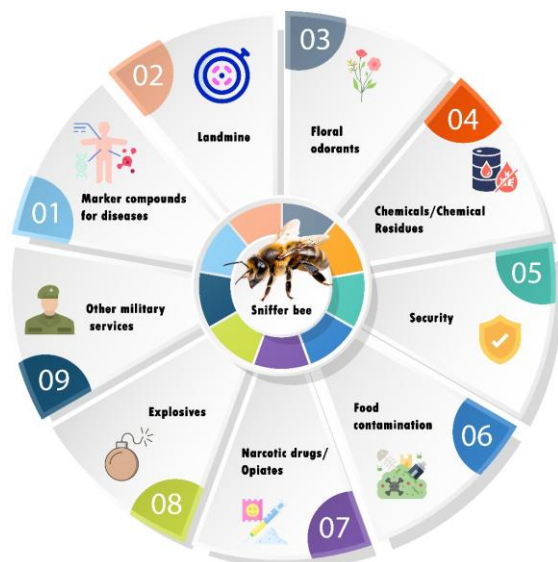 01
Marker compounds
for diseases
02
Landmine
03
Floral
odorants
04
Chemicals/Chemical
Residues
05
Security
06
Food
contamination
07
Narcotic drugs/
Opiates
08
Explosives
09
Other military
services
Sniffer bee